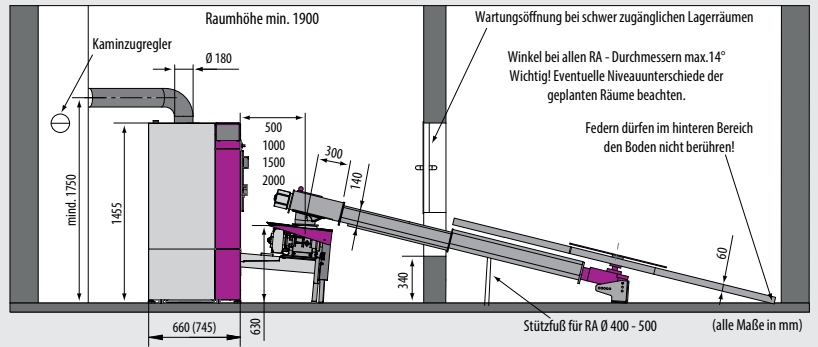 Raumhöhe min. 1900
Wartungsöffnung bei schwer zugänglichen Lagerräumen
Kaminzugregler
Ø 180
Winkel bei allen RA - Durchmessern max.14°
Wichtig! Eventuelle Niveauunterschiede der
geplanten Räume beachten.
Federn dürfen im hinteren Bereich
den Boden nicht berühren!
500
1000
1500
2000
300
140
mind. 1750
1455
340
60
630
660 (745)
Stützfuß für RA Ø 400 - 500
(alle Maße in mm)